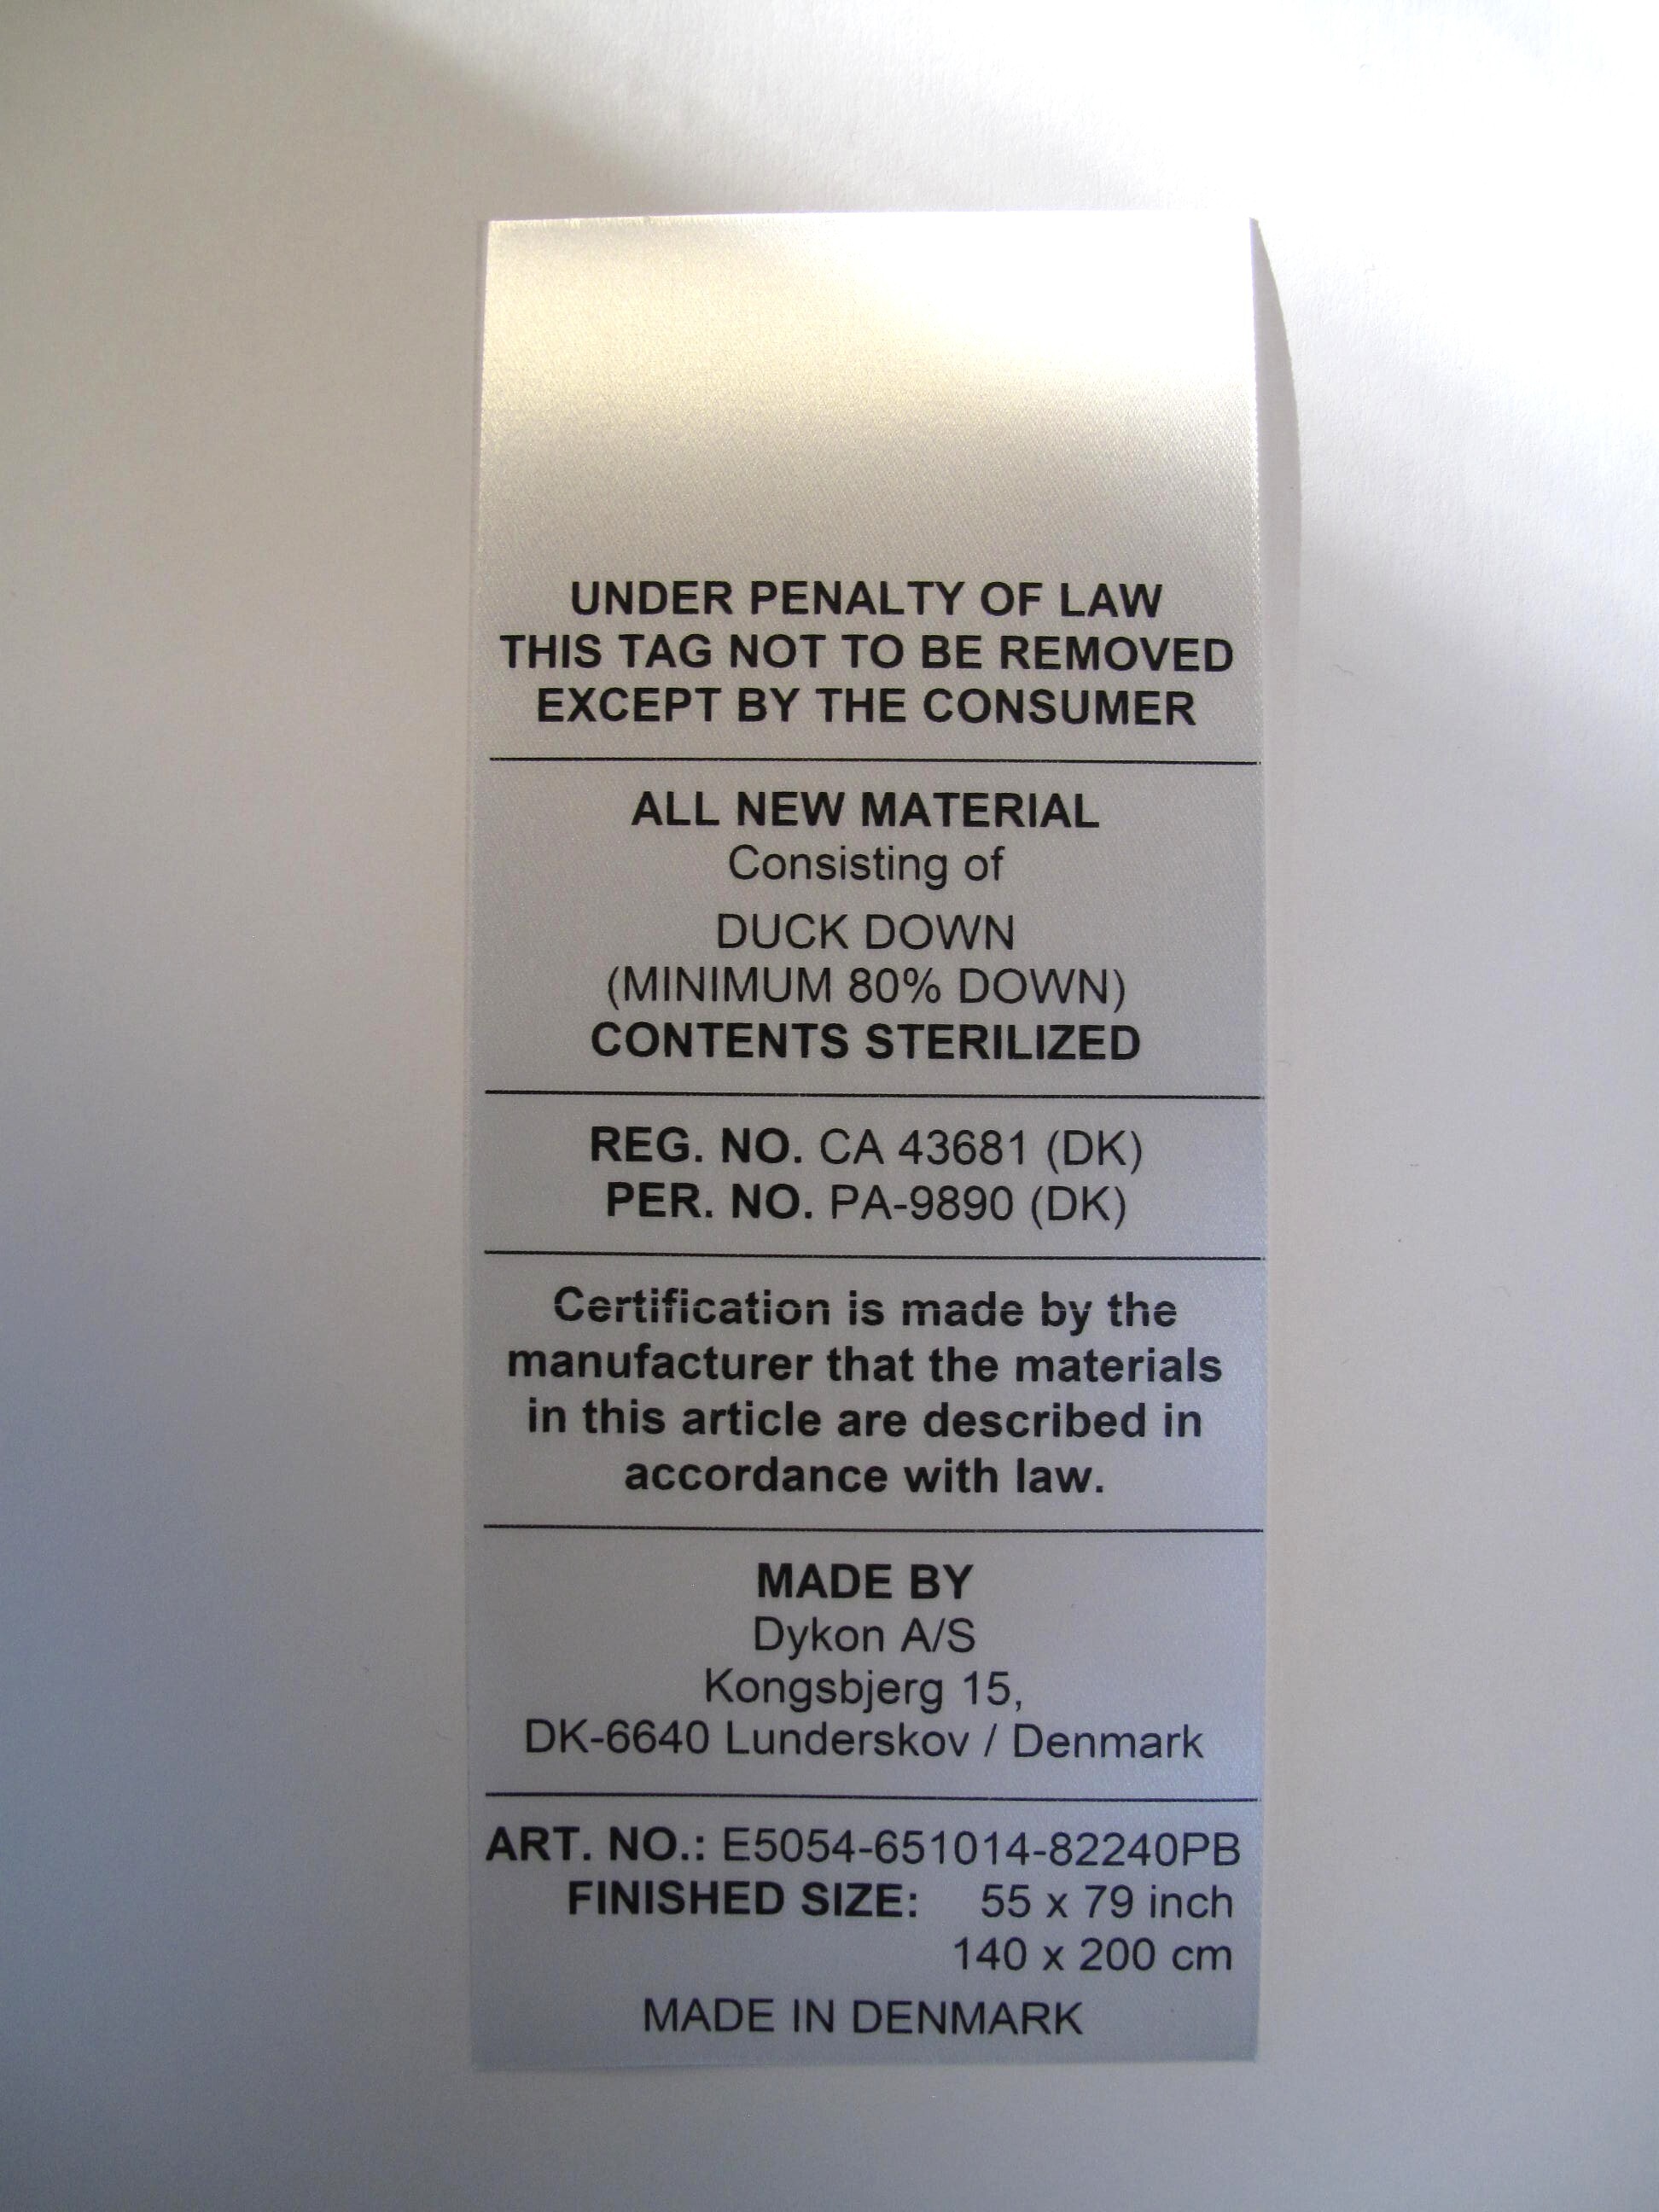 UNDER PENALTY OF LAW
THIS TAG NOT TO BE REMOVED
EXCEPT BY THE CONSUMER
ALL NEW MATERIAL
Consisting of
DUCK DOWN
(MINIMUM 80% DOWN)
CONTENTS STERILIZED
REG. NO. CA 43681 (DK)
PER. NO. PA-9890 (DK)
Certification is made by the
manufacturer that the materials
in this article are described in
accordance with law.
MADE BY
Dykon A/S
Kongsbjerg 15,
DK-6640 Lunderskov / Denmark
ART. NO.: E5054-651014-82240PB
FINISHED SIZE: 55 x 79 inch
140 x 200 cm
MADE IN DENMARK